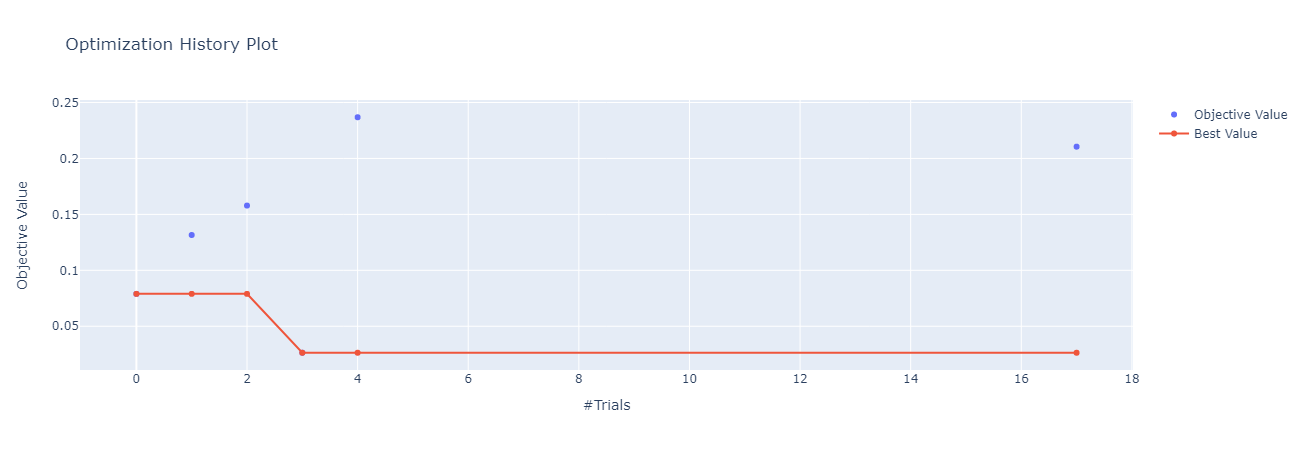 Optimization History Plot
Objective Value
Best Value
Objective Value
0.25
0.2
0.15
0.1
0.05
0 2 4 6 8 10 12 14 16 18
#Trials